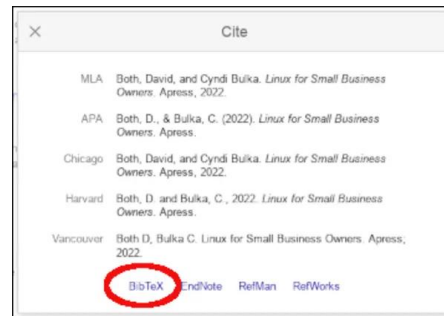 × Cite
MLA Both, David, and Cyndi Bulka. Linux for Small Business
Owners. Apress, 2022.
APA Both, D., & Bulka, C. (2022). Linux for Small Business
Owners. Apress.
Chicago Both, David, and Cyndi Bulka. Linux for Small Business
Owners. Apress, 2022.
Harvard Both, D. and Bulka, C., 2022. Linux for Small Business
Owners. Apress.
Vancouver Both D, Bulka C. Linux for Small Business Owners. Apress;
2022.
BibTeX EndNote RefMan RefWorks